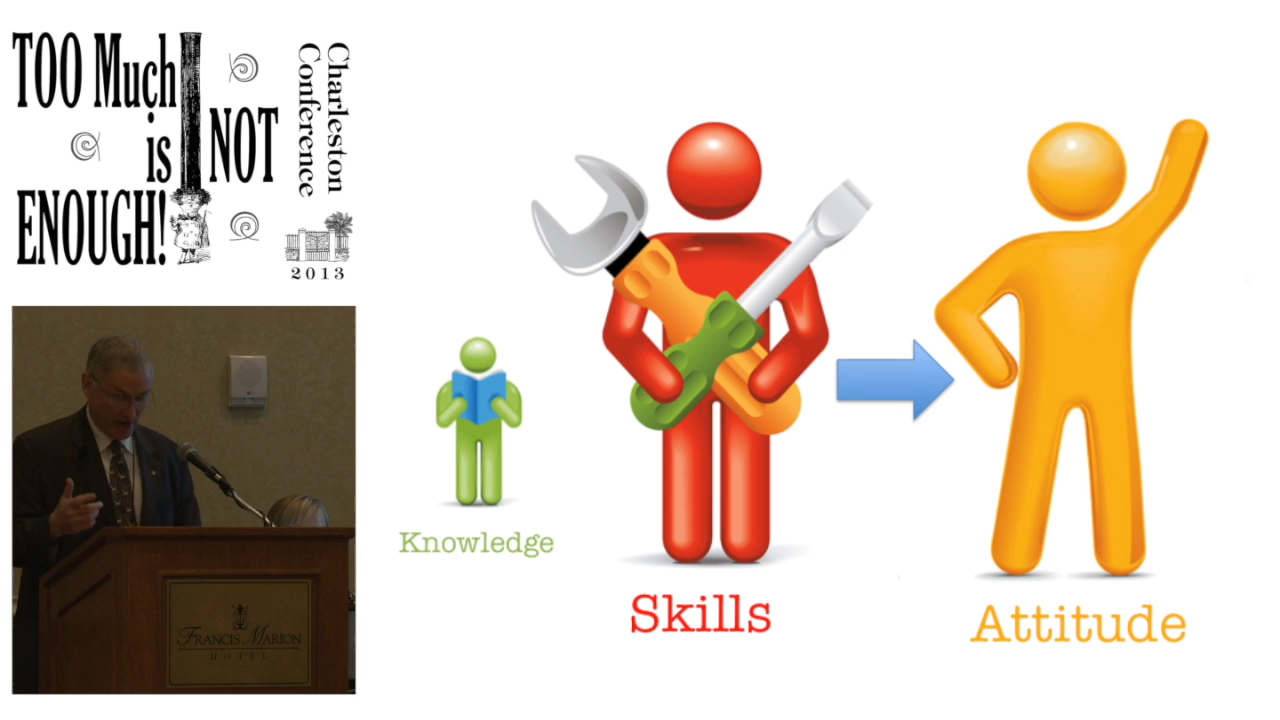 TOO Much
is NOT
ENOUGH!
Charleston
Conference
2013
Knowledge
Skills
Attitude
FRANCIS MARION
HOTEL